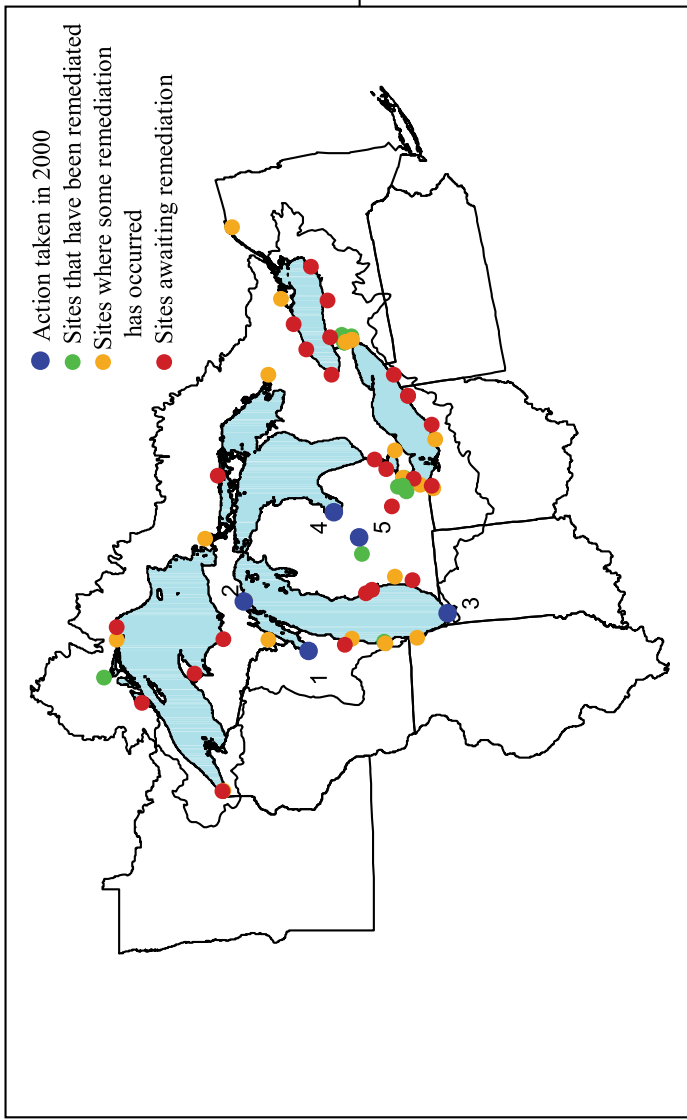 Action taken in 2000
Sites that have been remediated
Sites where some remediation
has occurred
Sites awaiting remediation
1
2
3
4
5